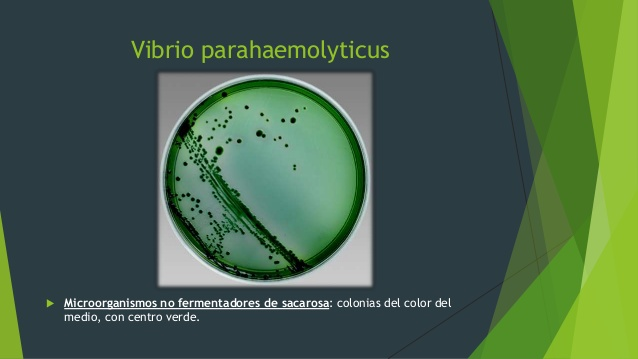 Vibrio parahaemolyticus
Microorganismos no fermentadores de sacarosa: colonias del color del
medio, con centro verde.